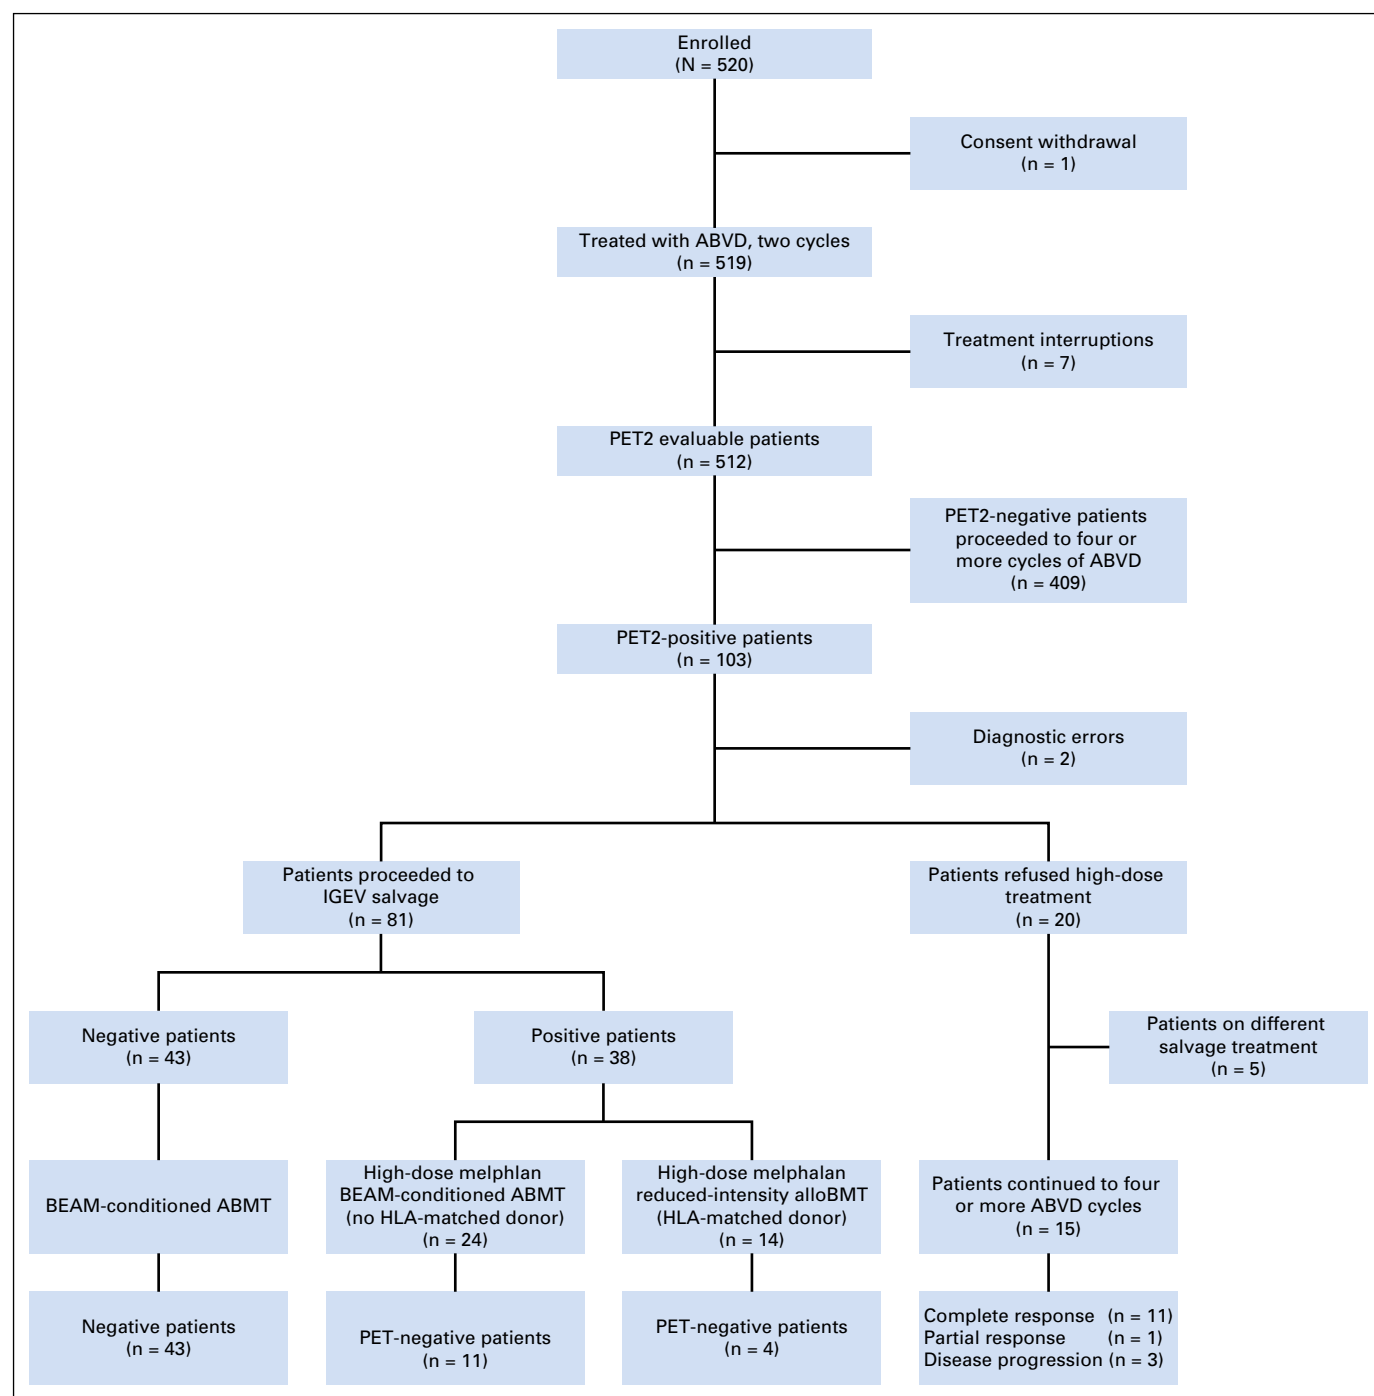 Enrolled
(N = 520)
Consent withdrawal
(n = 1)
Treated with ABVD, two cycles
(n = 519)
Treatment interruptions
(n = 7)
PET2 evaluable patients
(n = 512)
PET2-negative patients
proceeded to four or
more cycles of ABVD
(n = 409)
PET2-positive patients
(n = 103)
Diagnostic errors
(n = 2)
Patients proceeded to
IGEV salvage
(n = 81)
Patients refused high-dose
treatment
(n = 20)
Negative patients
(n = 43)
Positive patients
(n = 38)
Patients on different
salvage treatment
(n = 5)
BEAM-conditioned ABMT
High-dose melphlan
BEAM-conditioned ABMT
(no HLA-matched donor)
(n = 24)
High-dose melphalan
reduced-intensity alloBMT
(HLA-matched donor)
(n = 14)
Patients continued to four
or more ABVD cycles
(n = 15)
Negative patients
(n = 43)
PET-negative patients
(n = 11)
PET-negative patients
(n = 4)
Complete response (n = 11)
Partial response (n = 1)
Disease progression (n = 3)